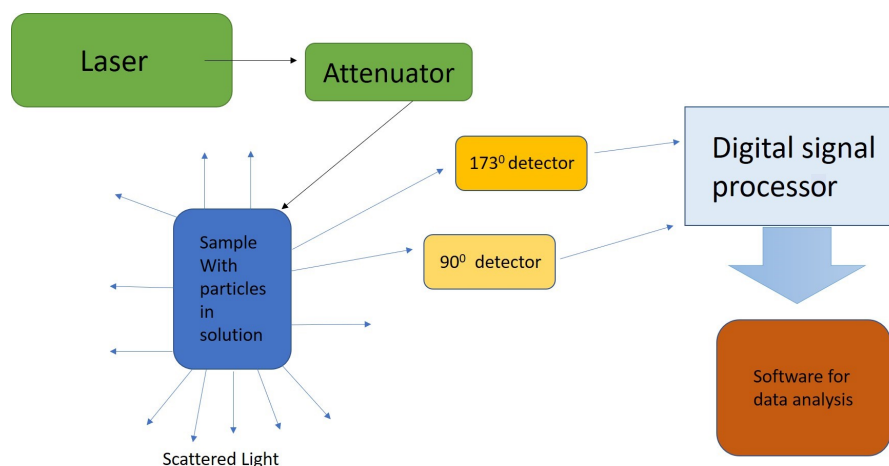 Laser
Attenuator
173⁰ detector
Digital signal
processor
Sample
With
particles
in
solution
90⁰ detector
Software for
data analysis
Scattered Light